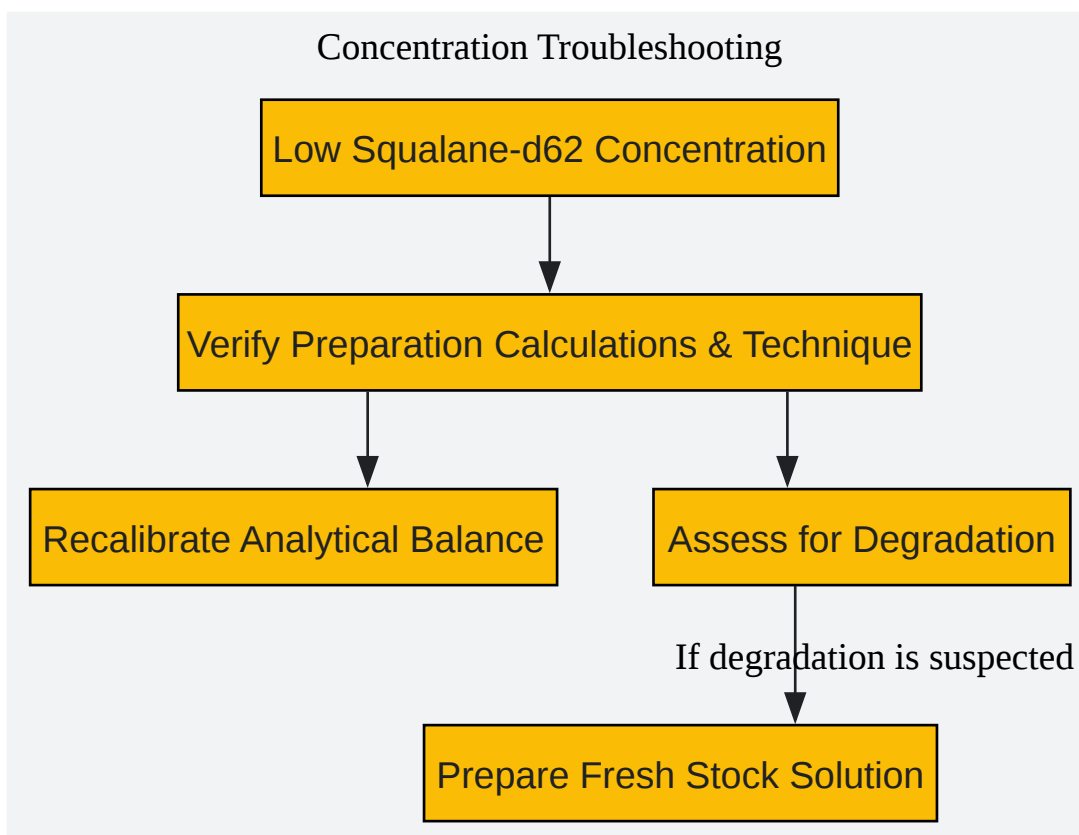 Concentration Troubleshooting
Low Squalane-d62 Concentration
Verify Preparation Calculations & Technique
Recalibrate Analytical Balance
Assess for Degradation
If degradation is suspected
Prepare Fresh Stock Solution